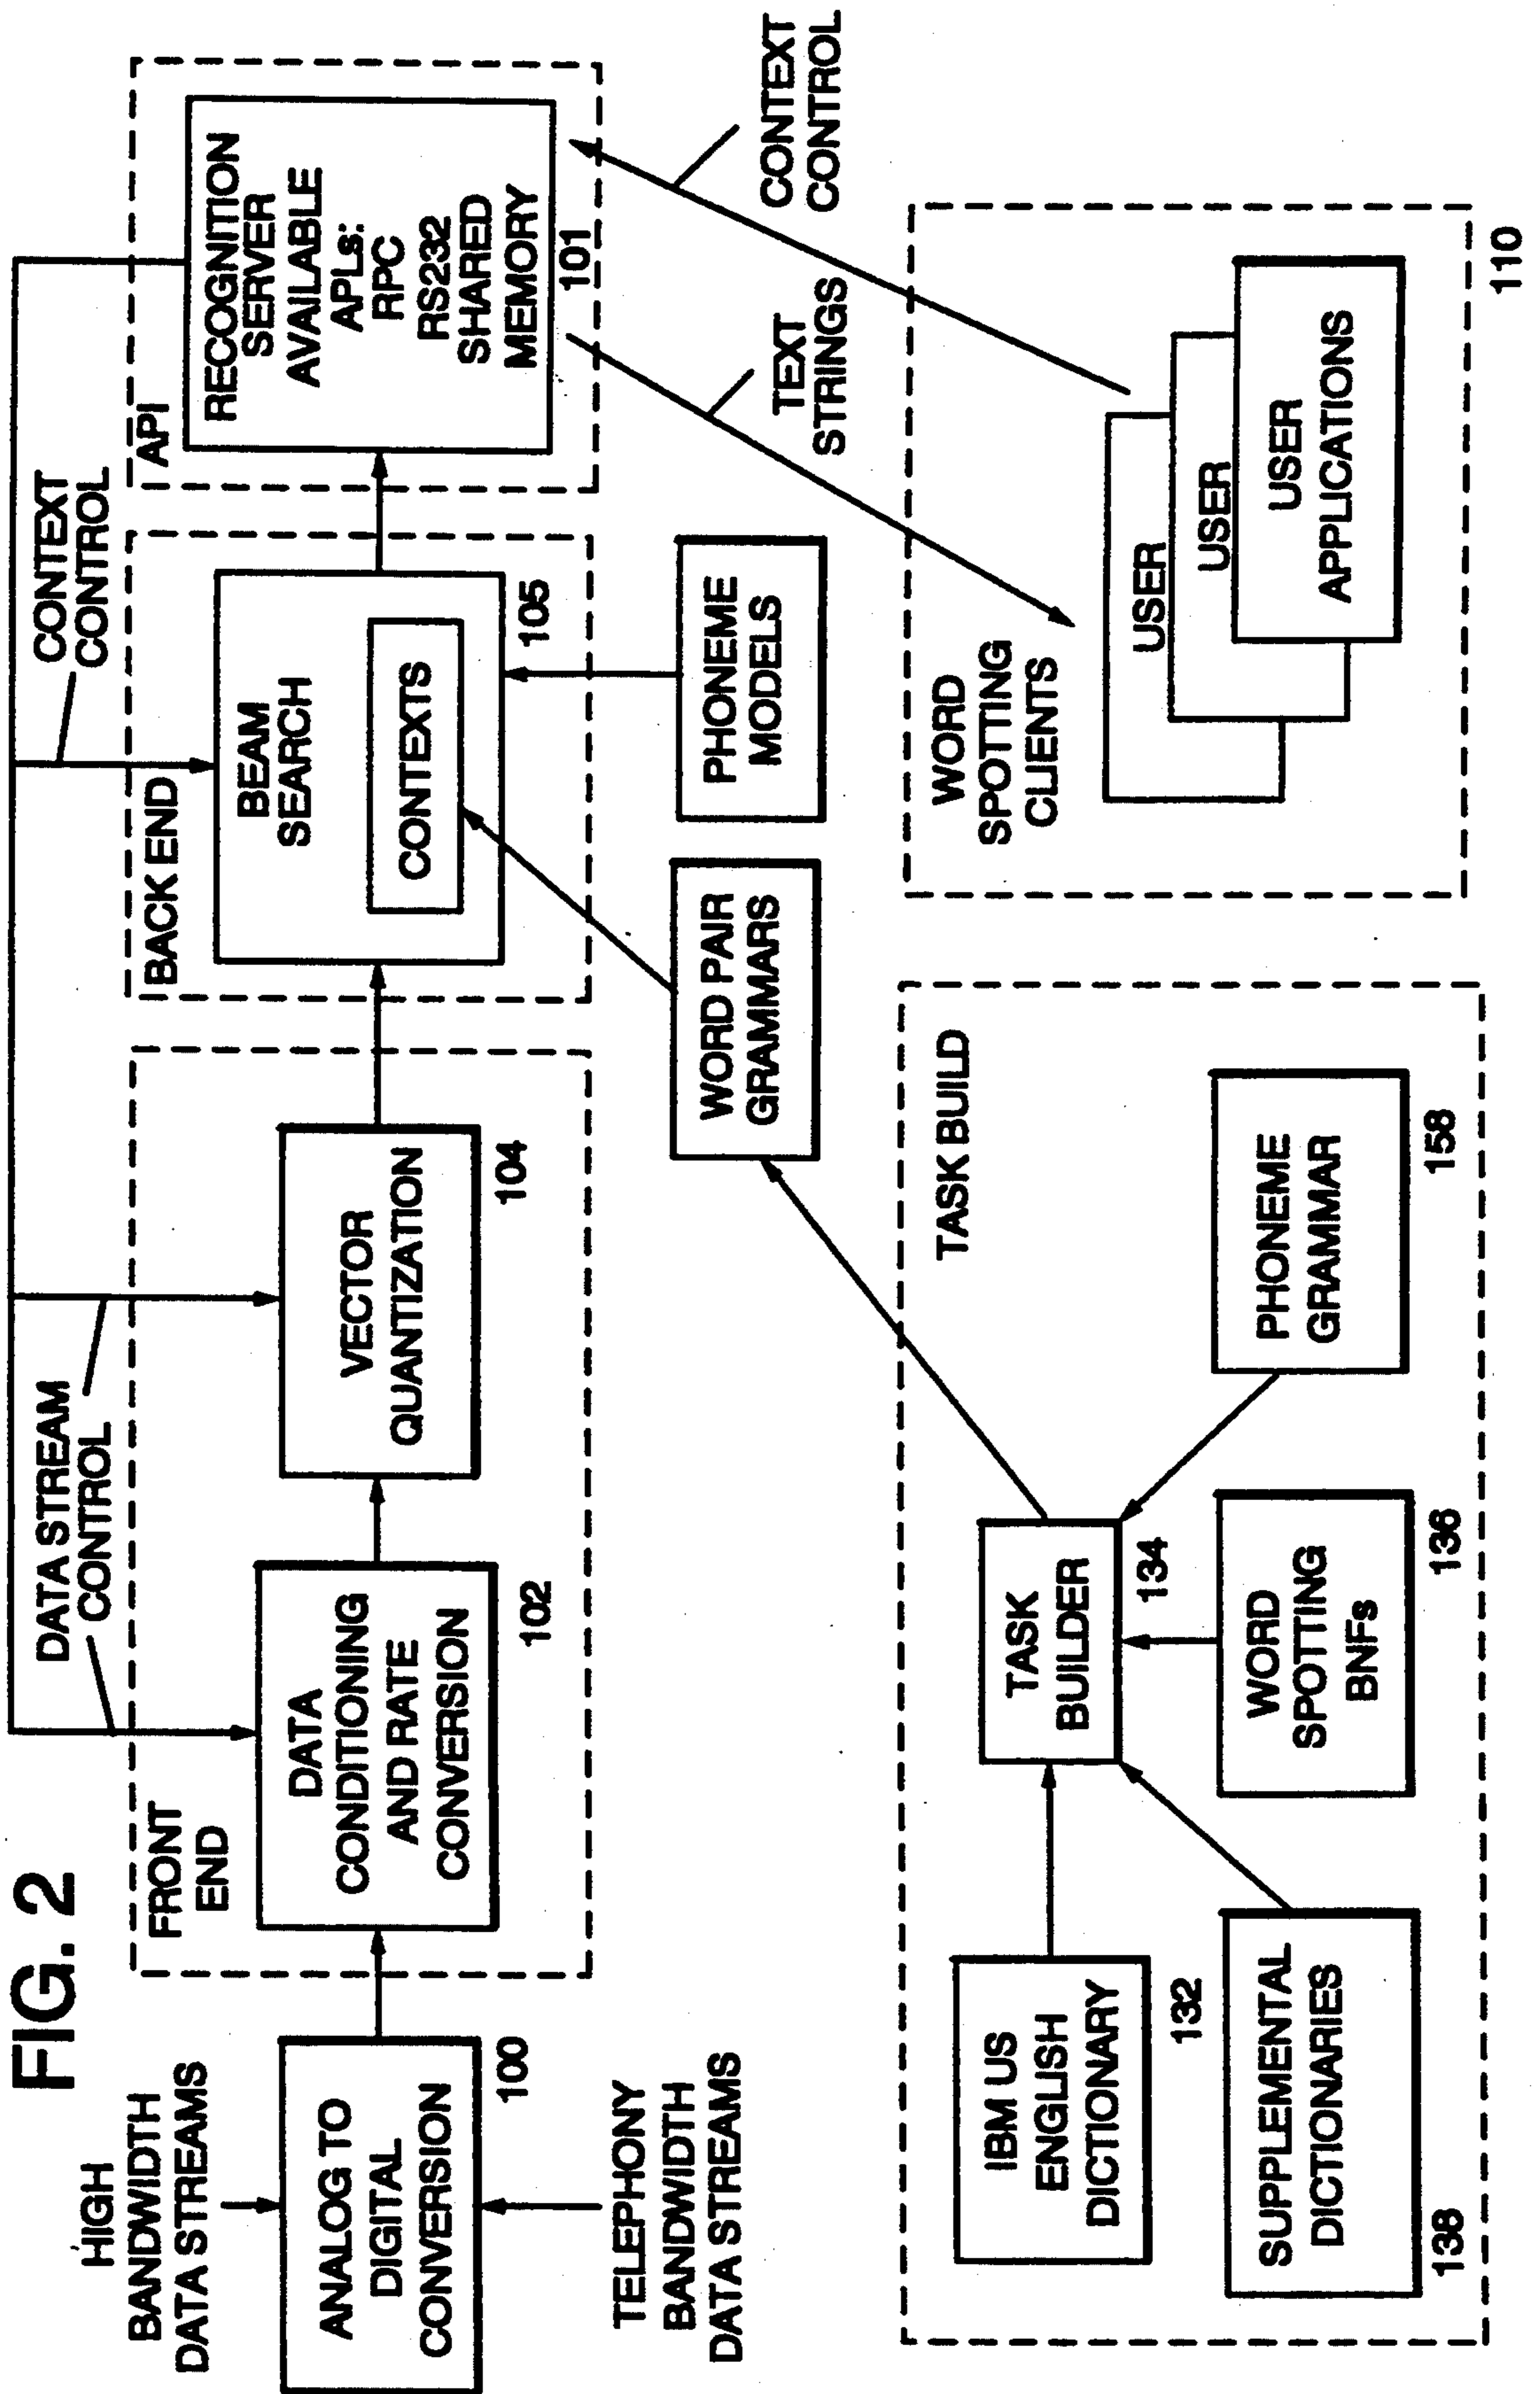 FIG. 2
HIGH
BANDWIDTH
DATA STREAMS
ANALOG TO
DIGITAL
CONVERSION
100
TELEPHONY
BANDWIDTH
DATA STREAMS
FRONT
END
DATA STREAM
CONTROL
DATA
CONDITIONING
AND RATE
CONVERSION
102
VECTOR
QUANTIZATION
104
CONTEXT
CONTROL
BACK END
BEAM
SEARCH
CONTEXTS
105
API
RECOGNITION
SERVER
AVAILABLE
APLs:
RPC
RS232
SHARED
MEMORY
101
WORD PAIR
GRAMMARS
PHONEME
MODELS
TEXT
STRINGS
CONTEXT
CONTROL
TASK BUILD
IBM US
ENGLISH
DICTIONARY
132
SUPPLEMENTAL
DICTIONARIES
138
TASK
BUILDER
134
WORD
SPOTTING
BNFs
136
PHONEME
GRAMMAR
158
WORD
SPOTTING
CLIENTS
USER
USER
USER
APPLICATIONS
110